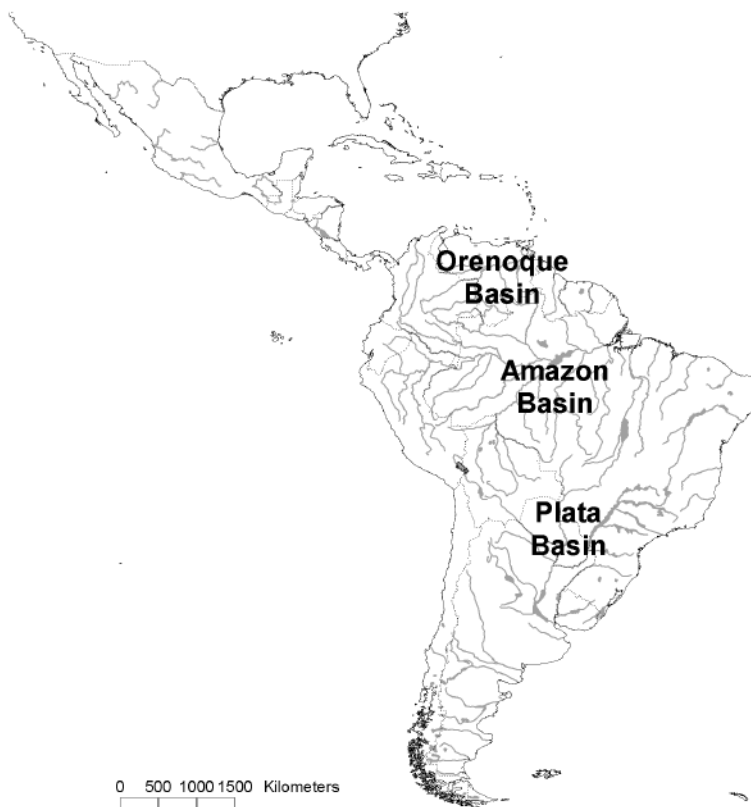 Orenoque
Basin
Amazon
Basin
Plata
Basin
0 500 1000 1500 Kilometers